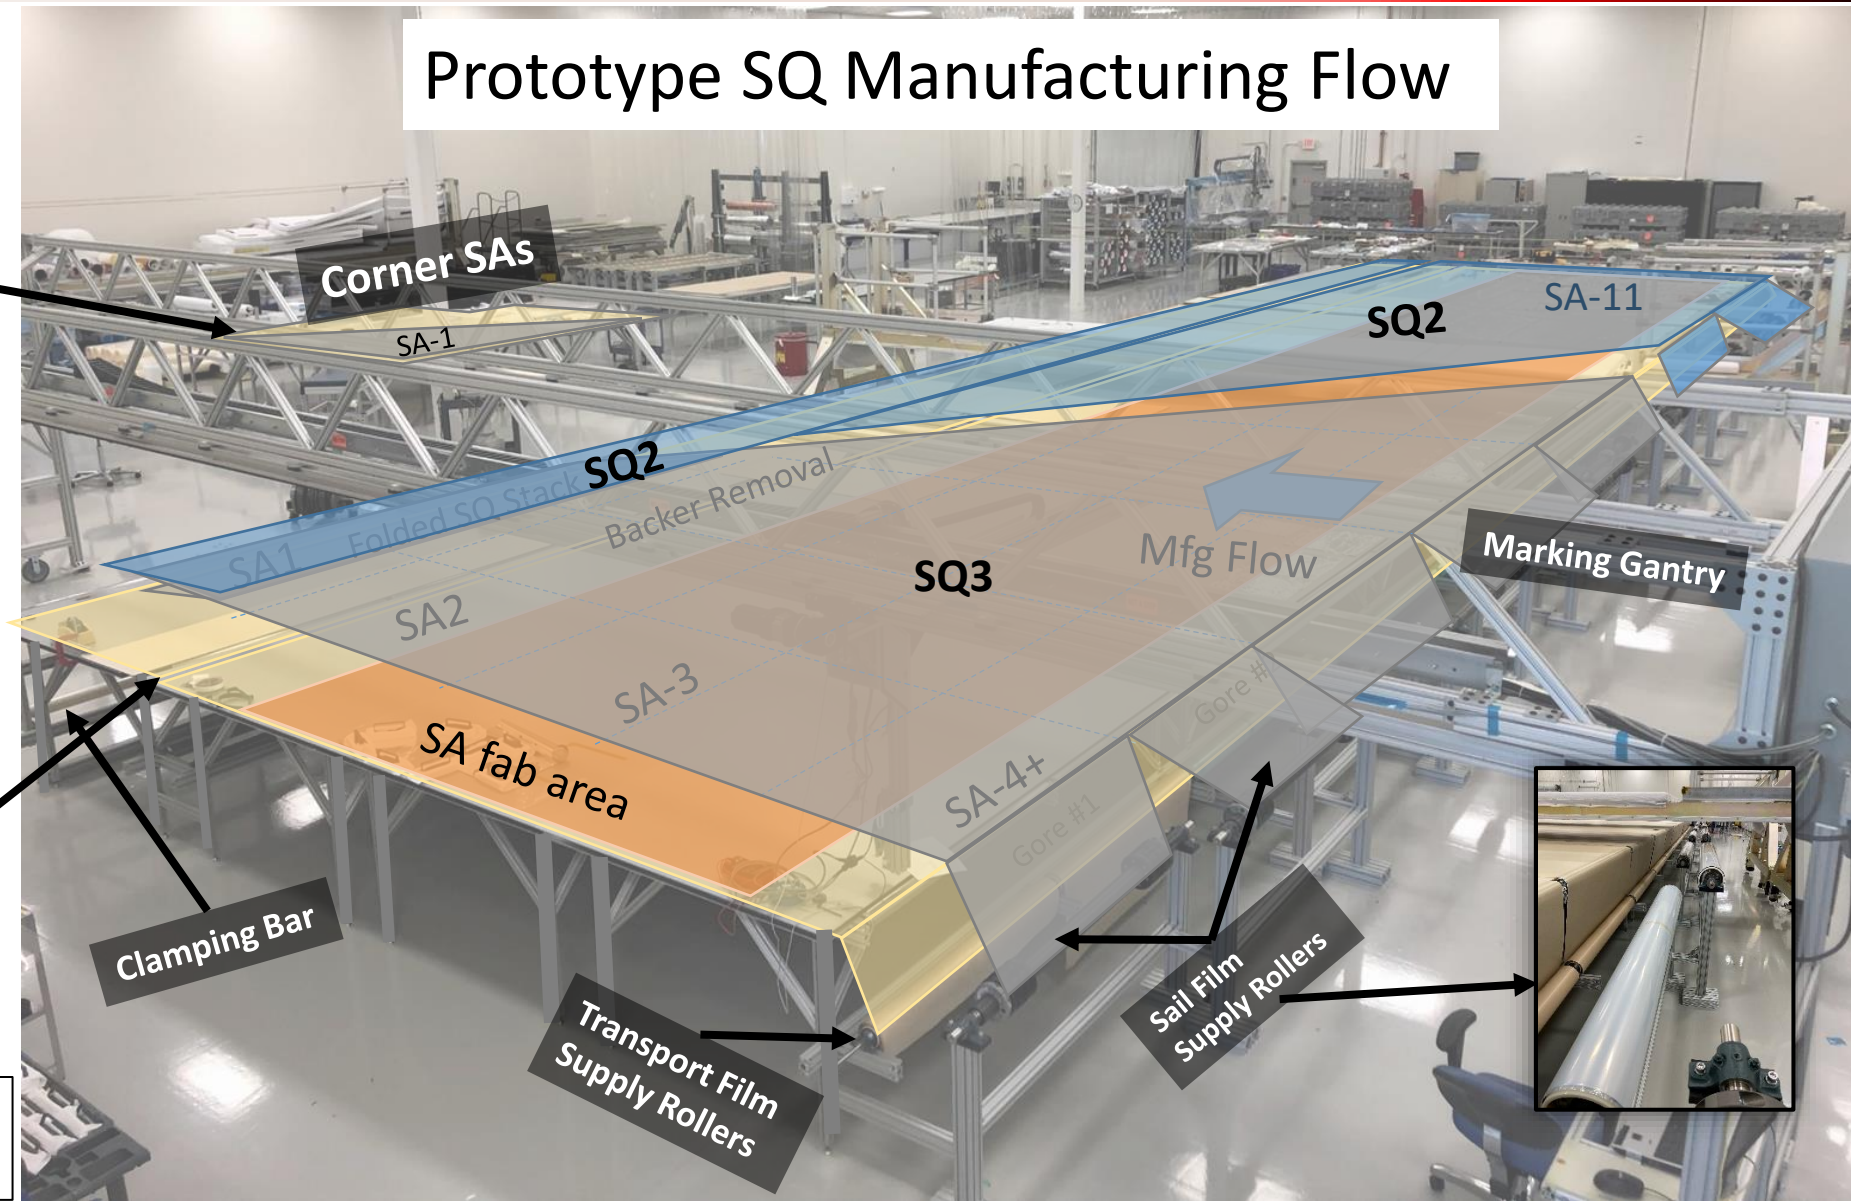 Prototype SQ Manufacturing Flow
Corner SAs
SA-1
SQ2
SA-11
SQ2
Folded SQ Stack
Backer Removal
SA1
SA2
SQ3
Mfg Flow
Marking Gantry
SA-3
Gore #
SA fab area
SA-4+
Gore #1
Clamping Bar
Sail Film
Supply Rollers
Transport Film
Supply Rollers